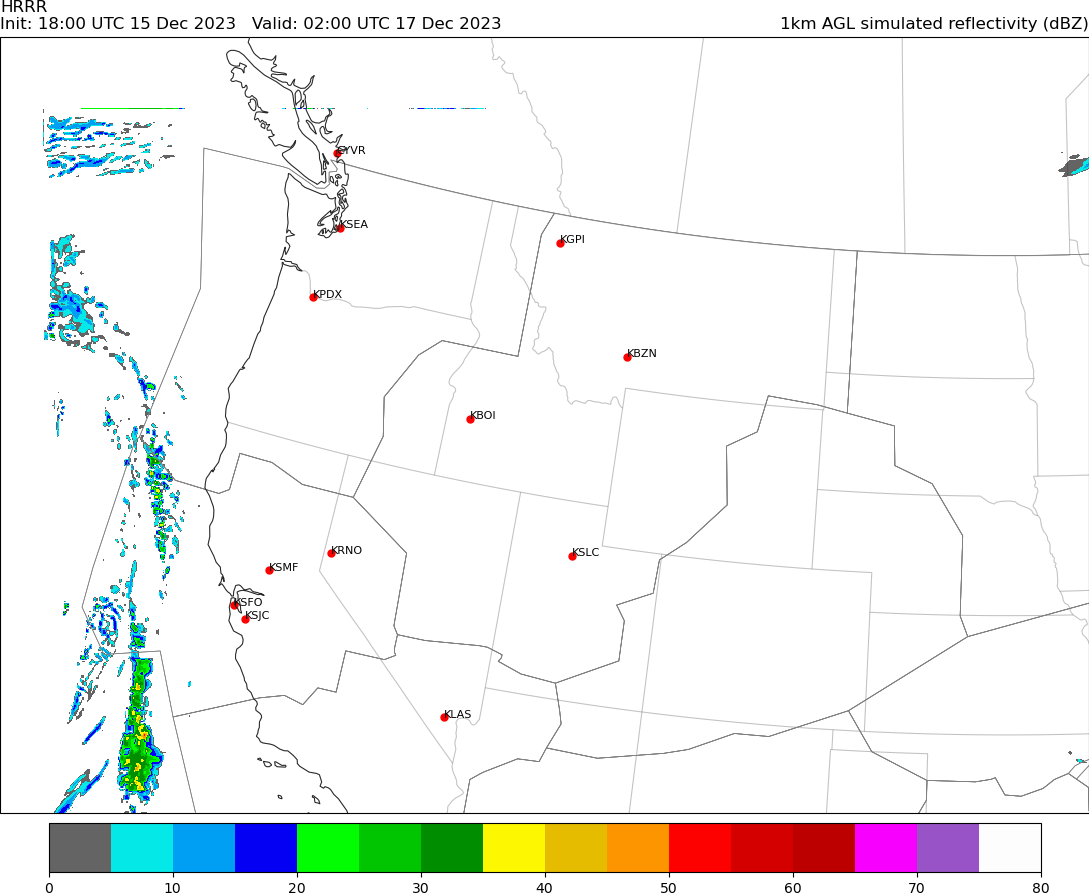 HRRR
Init: 18:00 UTC 15 Dec 2023   Valid: 02:00 UTC 17 Dec 2023   1km AGL simulated reflectivity (dBZ)
CYVR
KSEA
KGPI
KPDX
KBZN
KBOI
KRNO
KSLC
KSMF
KSFO
KSJC
KLAS
0 10 20 30 40 50 60 70 80